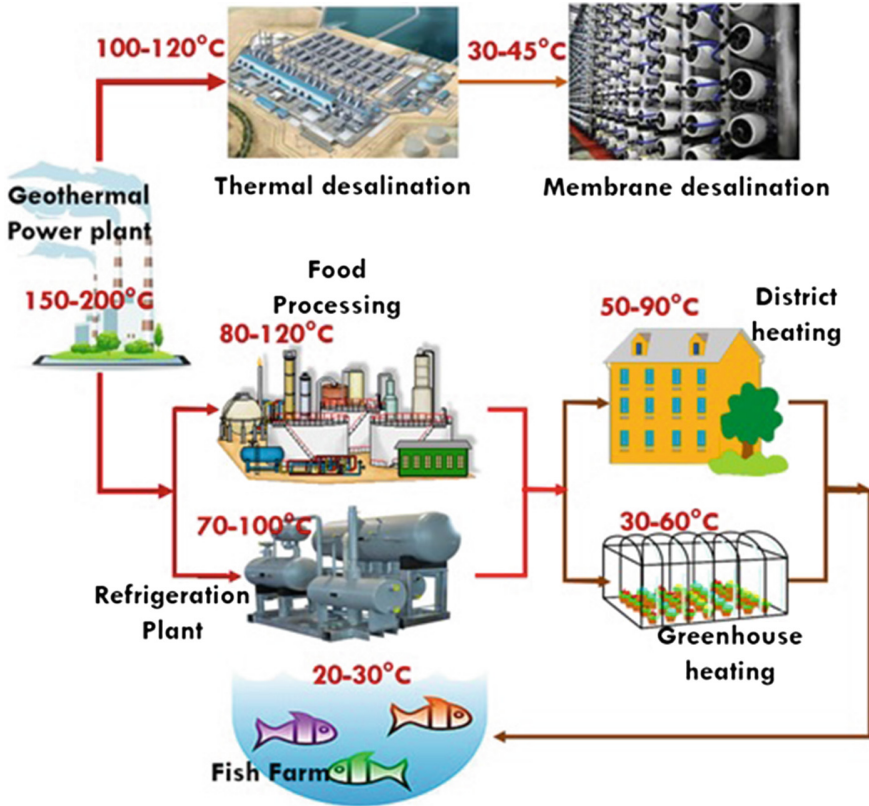 100-120°C
30-45°C
Thermal desalination
Membrane desalination
Geothermal
Power plant
150-200°C
Food
Processing
80-120°C
50-90°C
District
heating
70-100°C
30-60°C
Refrigeration
Plant
Greenhouse
heating
20-30°C
Fish Farm